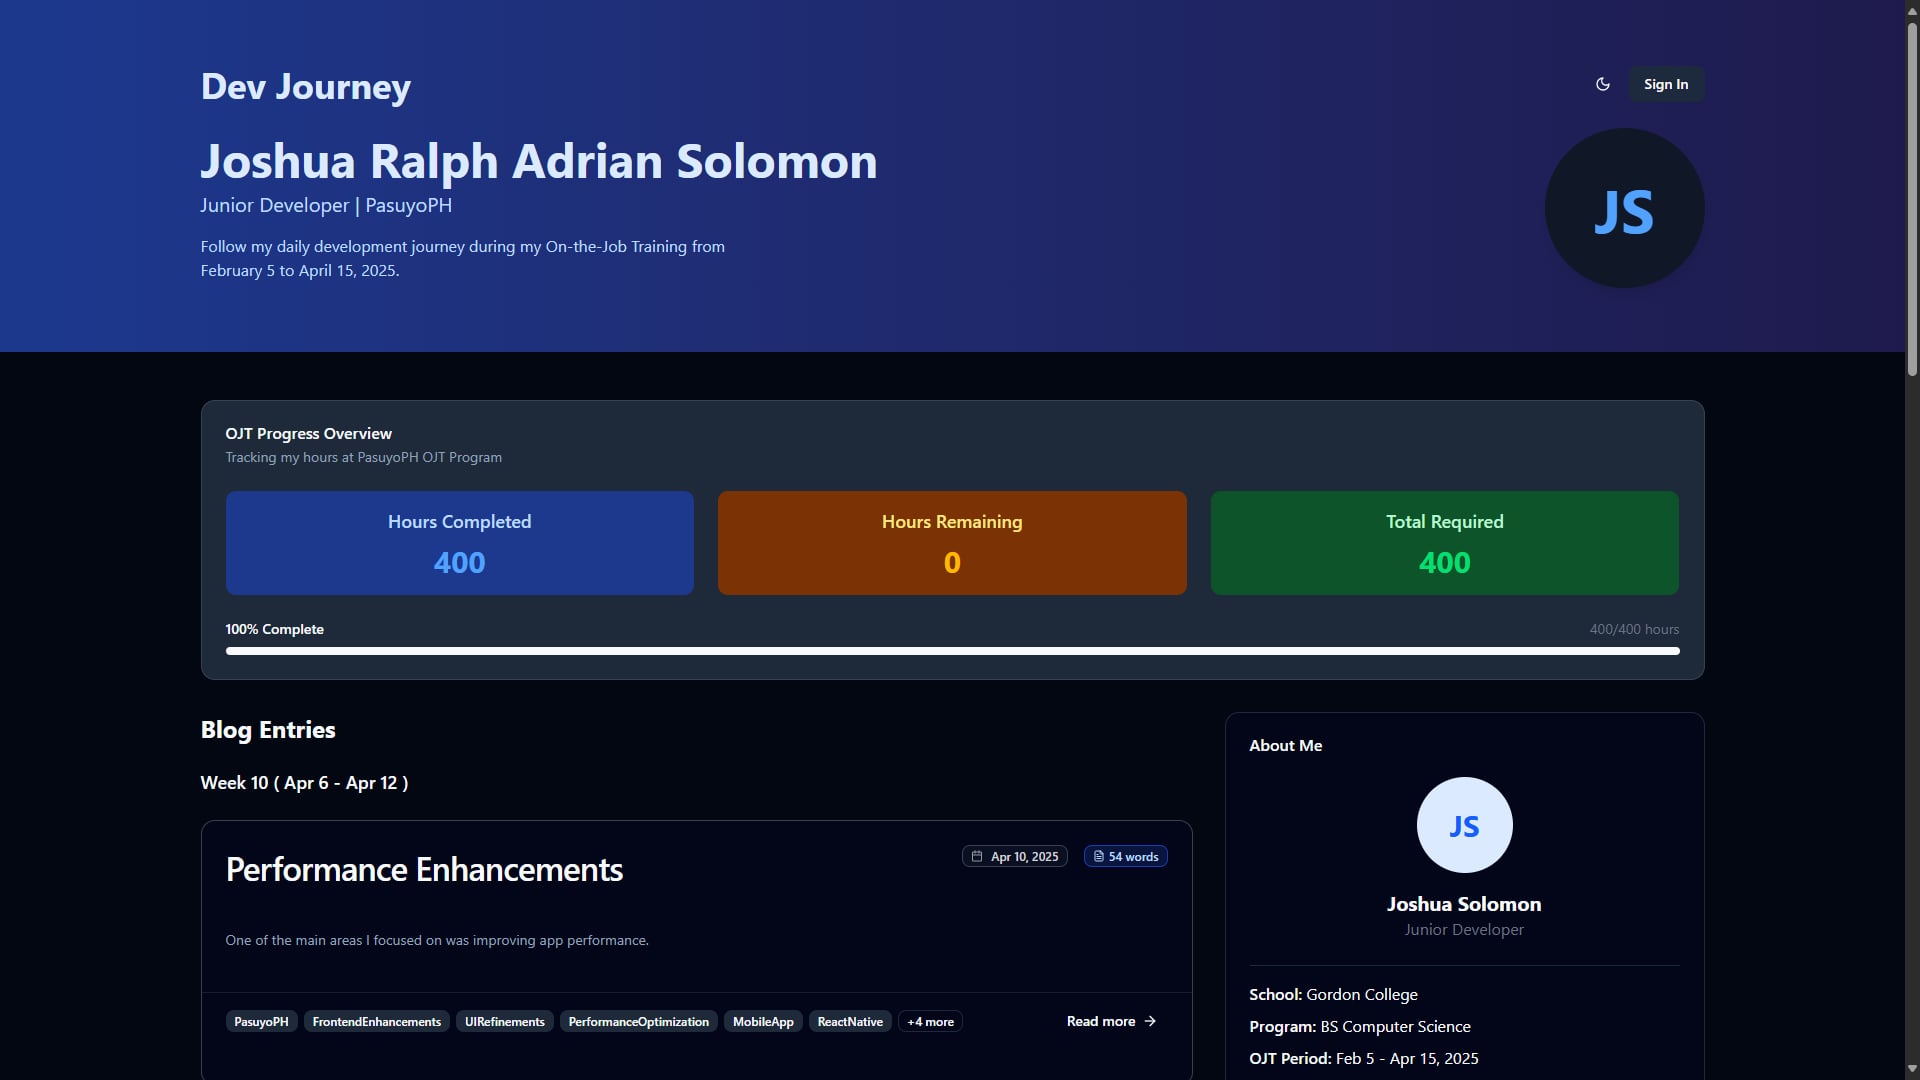 Dev Journey
Sign In
Joshua Ralph Adrian Solomon
Junior Developer | PasuyoPH
Follow my daily development journey during my On-the-Job Training from
February 5 to April 15, 2025.
JS
OJT Progress Overview
Tracking my hours at PasuyoPH OJT Program
Hours Completed
400
Hours Remaining
0
Total Required
400
100% Complete
400/400 hours
Blog Entries
Week 10 ( Apr 6 - Apr 12 )
Performance Enhancements
Apr 10, 2025
54 words
One of the main areas I focused on was improving app performance.
PasuyoPH
FrontendEnhancements
UIRefinements
PerformanceOptimization
MobileApp
ReactNative
+4 more
Read more
About Me
JS
Joshua Solomon
Junior Developer
School: Gordon College
Program: BS Computer Science
OJT Period: Feb 5 - Apr 15, 2025